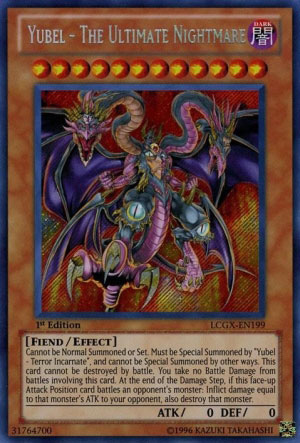 YUBEL - THE ULTIMATE NIGHTMARE
DARK
闇
1st Edition
LCGX-EN199
[FIEND / EFFECT]
Cannot be Normal Summoned or Set. Must be Special Summoned by "Yubel
- Terror Incarnate", and cannot be Special Summoned by other ways. This
card cannot be destroyed by battle. You take no Battle Damage from
battles involving this card. At the end of the Damage Step, if this face-up
Attack Position card battles an opponent's monster: Inflict damage equal
to that monster's ATK to your opponent, also destroy that monster.
ATK / 0 DEF / 0
31764700
©1996 KAZUKI TAKAHASHI